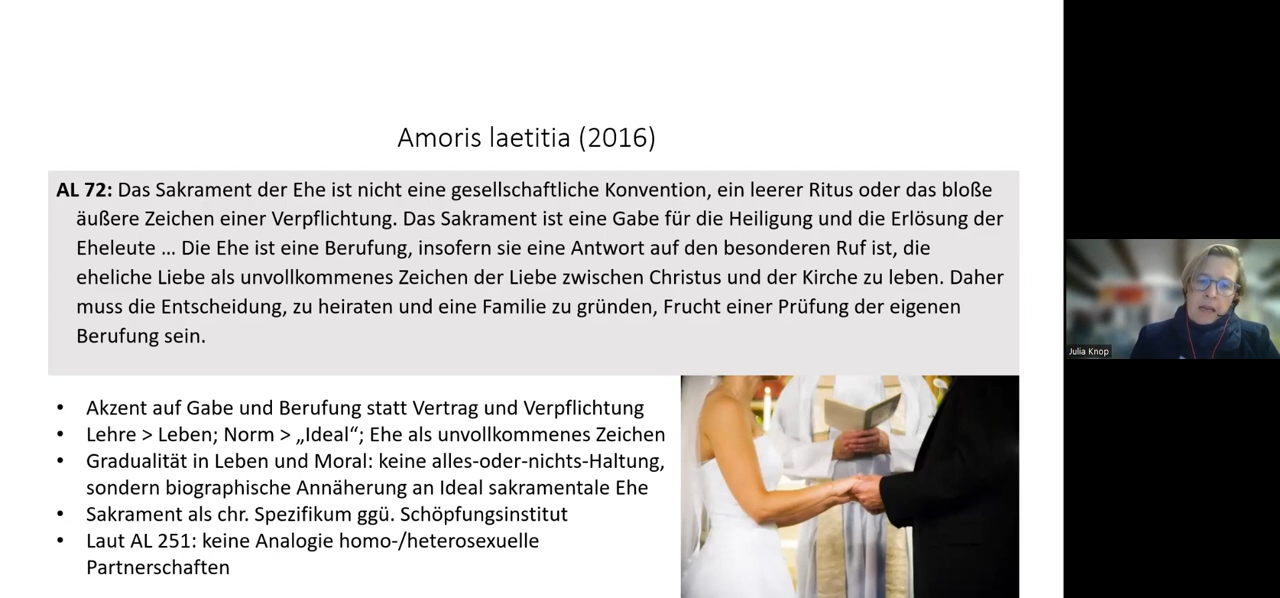 Amoris laetitia (2016)
AL 72: Das Sakrament der Ehe ist nicht eine gesellschaftliche Konvention, ein leerer Ritus oder das bloße
äußere Zeichen einer Verpflichtung. Das Sakrament ist eine Gabe für die Heiligung und die Erlösung der
Eheleute ... Die Ehe ist eine Berufung, insofern sie eine Antwort auf den besonderen Ruf ist, die
eheliche Liebe als unvollkommenes Zeichen der Liebe zwischen Christus und der Kirche zu leben. Daher
muss die Entscheidung, zu heiraten und eine Familie zu gründen, Frucht einer Prüfung der eigenen
Berufung sein.
• Akzent auf Gabe und Berufung statt Vertrag und Verpflichtung
• Lehre > Leben; Norm > „Ideal“; Ehe als unvollkommenes Zeichen
• Gradualität in Leben und Moral: keine alles-oder-nichts-Haltung,
sondern biographische Annäherung an Ideal sakramentale Ehe
• Sakrament als chr. Spezifikum ggü. Schöpfungsinstitut
• Laut AL 251: keine Analogie homo-/heterosexuelle
Partnerschaften
Julia Knop